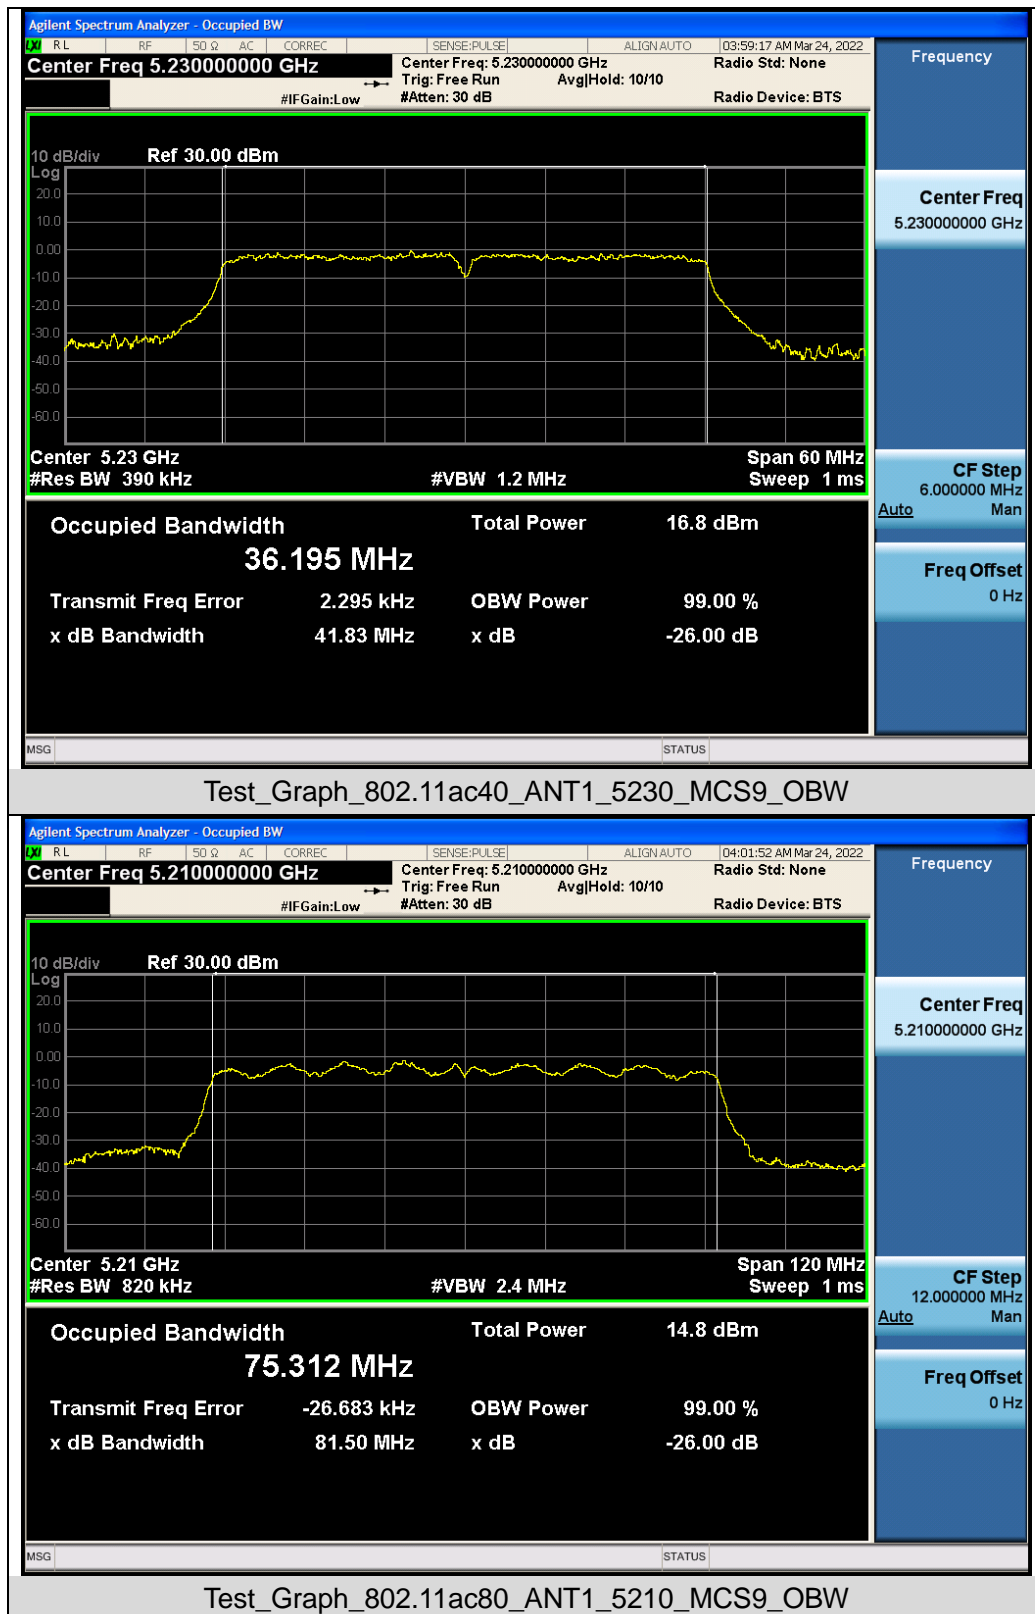 Agilent Spectrum Analyzer - Occupied BW
LXI RL RF 50 Ω AC CORREC SENSE:PULSE ALIGN AUTO 03:59:17 AM Mar 24, 2022
Center Freq 5.230000000 GHz
Center Freq: 5.230000000 GHz
Radio Std: None
Trig: Free Run Avg|Hold: 10/10
#IFGain:Low
#Atten: 30 dB
Radio Device: BTS
10 dB/div Ref 30.00 dBm
Log
20.0
10.0
0.00
-10.0
-20.0
-30.0
-40.0
-50.0
-60.0
Center 5.23 GHz Span 60 MHz
#Res BW 390 kHz #VBW 1.2 MHz Sweep 1 ms
Occupied Bandwidth Total Power 16.8 dBm
36.195 MHz
Transmit Freq Error 2.295 kHz OBW Power 99.00 %
x dB Bandwidth 41.83 MHz x dB -26.00 dB
MSG STATUS
Frequency
Center Freq
5.230000000 GHz
CF Step
6.000000 MHz
Auto Man
Freq Offset
0 Hz
Test_Graph_802.11ac40_ANT1_5230_MCS9_OBW
Agilent Spectrum Analyzer - Occupied BW
LXI RL RF 50 Ω AC CORREC SENSE:PULSE ALIGN AUTO 04:01:52 AM Mar 24, 2022
Center Freq 5.210000000 GHz
Center Freq: 5.210000000 GHz
Radio Std: None
Trig: Free Run Avg|Hold: 10/10
#IFGain:Low
#Atten: 30 dB
Radio Device: BTS
10 dB/div Ref 30.00 dBm
Log
20.0
10.0
0.00
-10.0
-20.0
-30.0
-40.0
-50.0
-60.0
Center 5.21 GHz Span 120 MHz
#Res BW 820 kHz #VBW 2.4 MHz Sweep 1 ms
Occupied Bandwidth Total Power 14.8 dBm
75.312 MHz
Transmit Freq Error -26.683 kHz OBW Power 99.00 %
x dB Bandwidth 81.50 MHz x dB -26.00 dB
MSG STATUS
Frequency
Center Freq
5.210000000 GHz
CF Step
12.000000 MHz
Auto Man
Freq Offset
0 Hz
Test_Graph_802.11ac80_ANT1_5210_MCS9_OBW